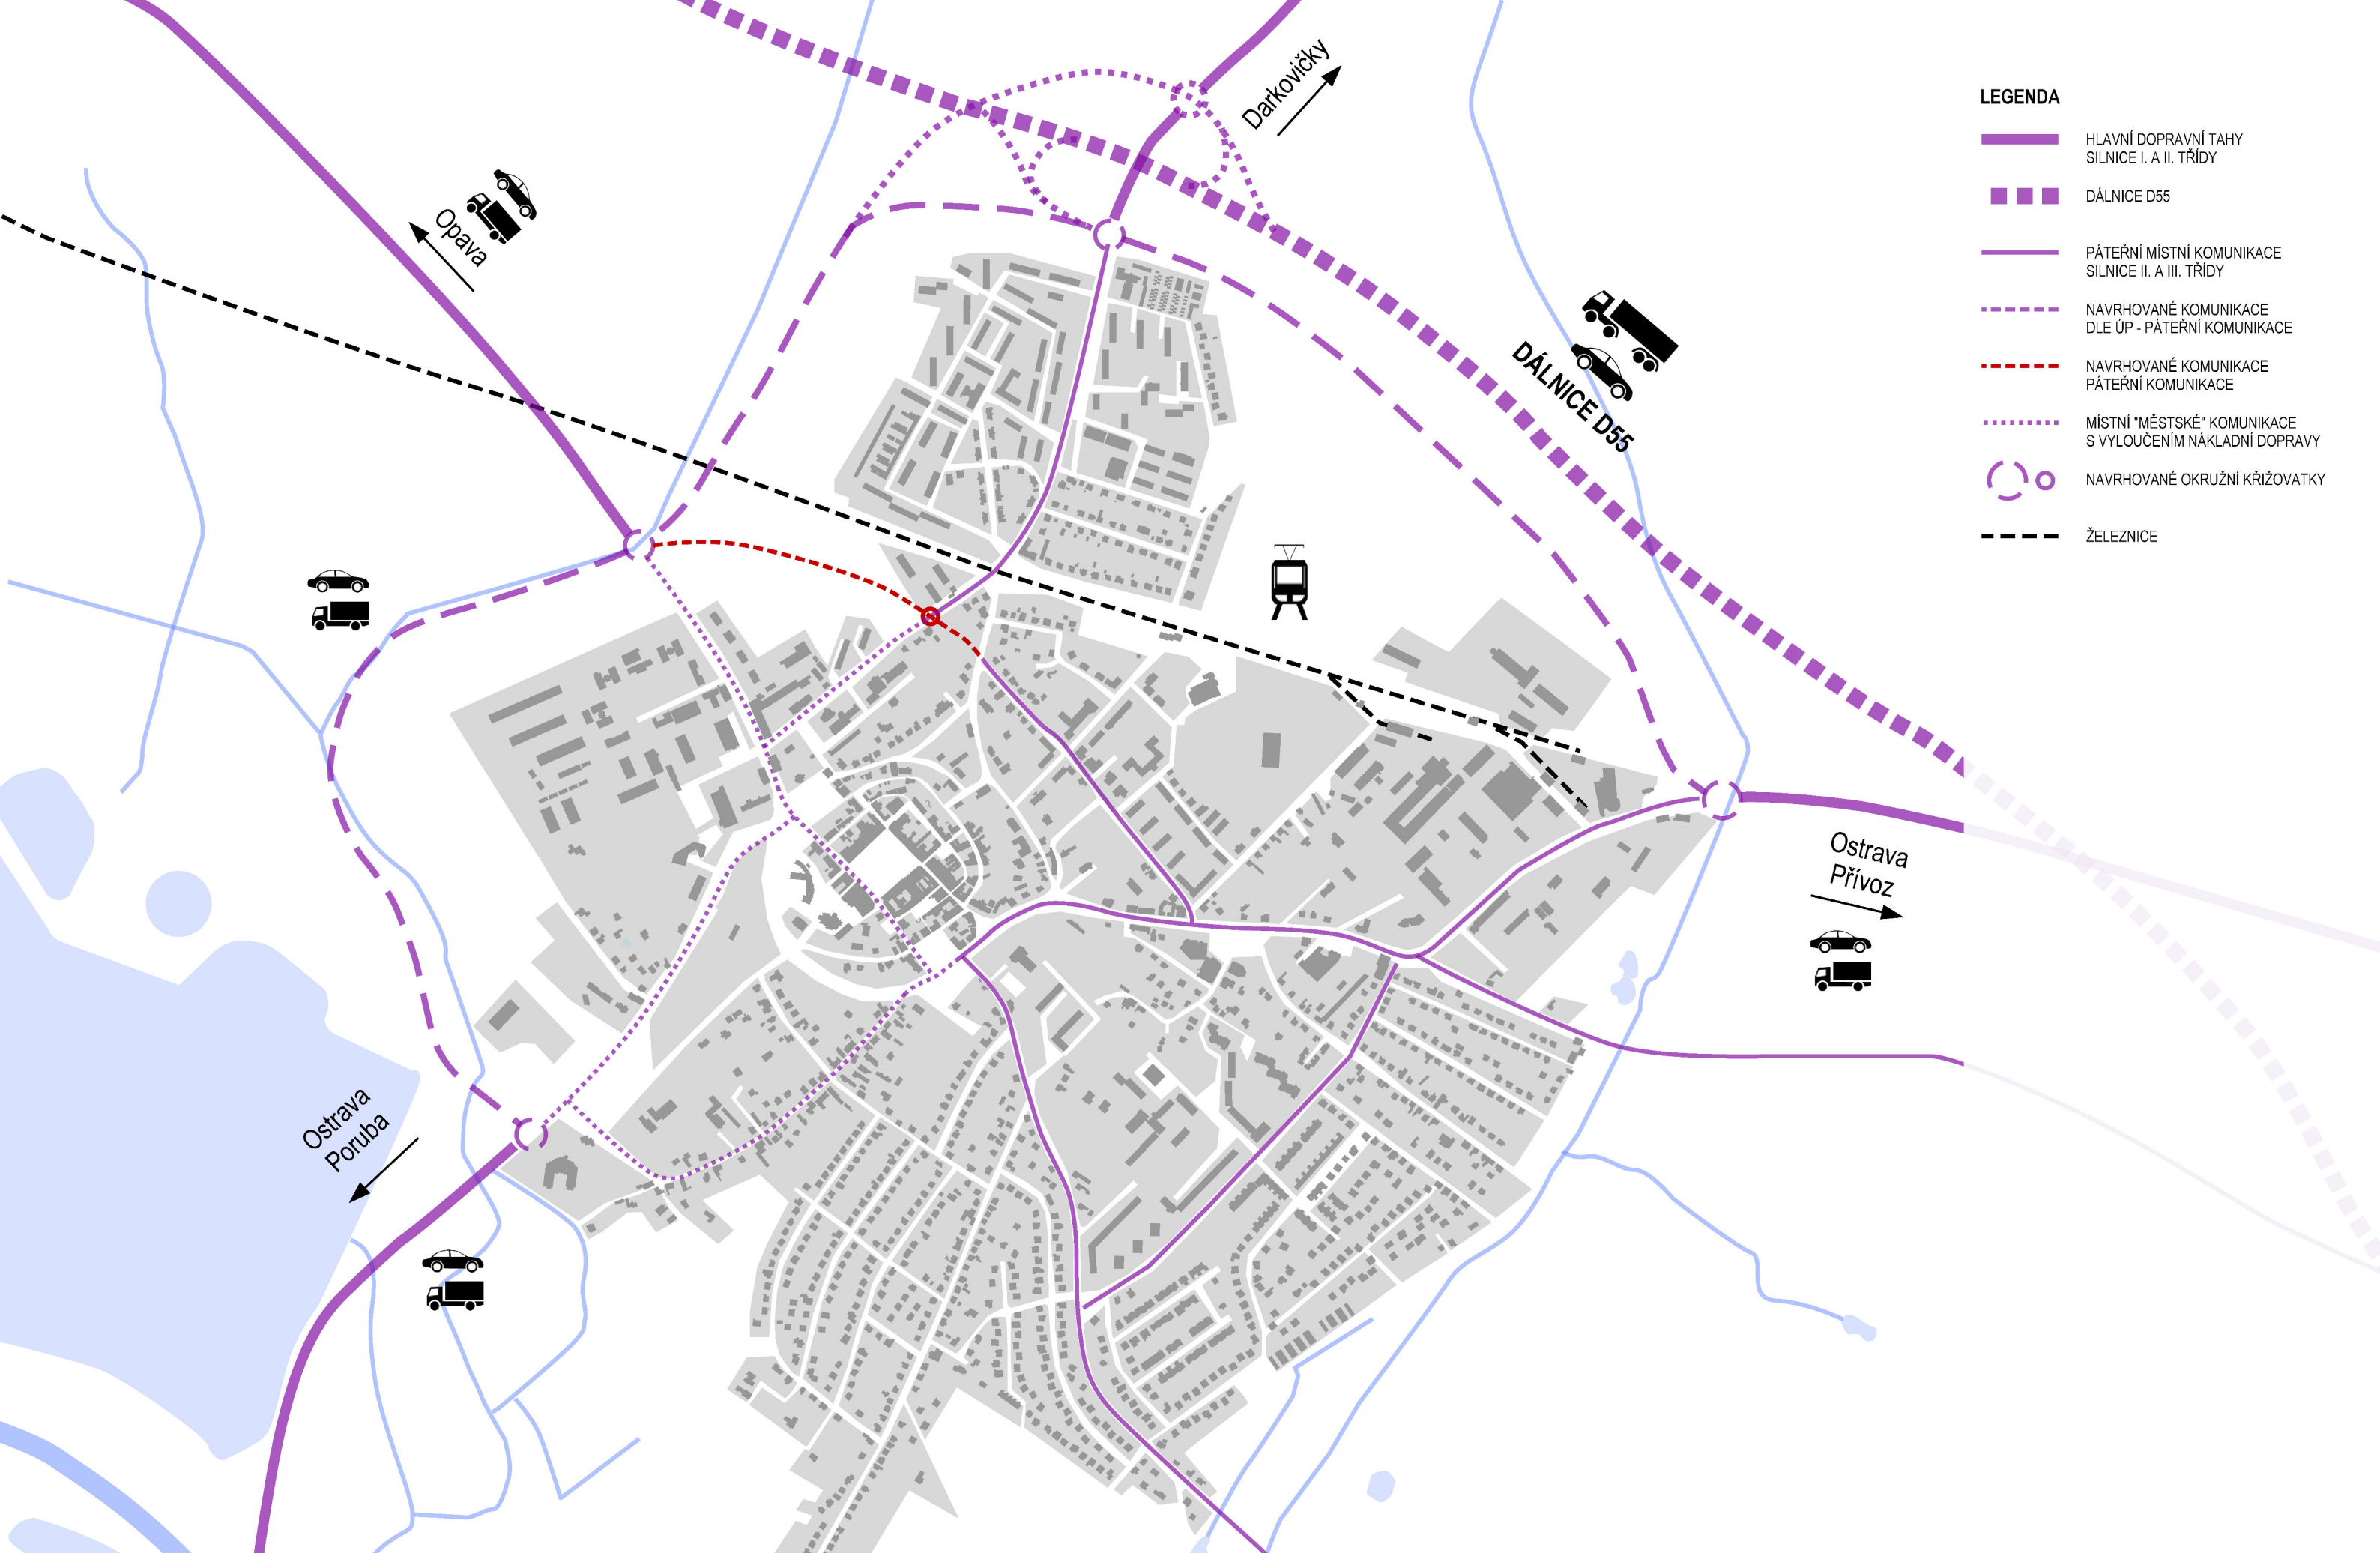 Darkovičky
Opava
DÁLNICE D55
Ostrava
Přívoz
Ostrava
Poruba
LEGENDA
HLAVNÍ DOPRAVNÍ TAHY
SILNICE I. A II. TŘÍDY
DÁLNICE D55
PÁTEŘNÍ MÍSTNÍ KOMUNIKACE
SILNICE II. A III. TŘÍDY
NAVRHOVANÉ KOMUNIKACE
DLE ÚP - PÁTEŘNÍ KOMUNIKACE
NAVRHOVANÉ KOMUNIKACE
PÁTEŘNÍ KOMUNIKACE
MÍSTNÍ "MĚSTSKÉ" KOMUNIKACE
S VYLOUČENÍM NÁKLADNÍ DOPRAVY
NAVRHOVANÉ OKRUŽNÍ KŘIŽOVATKY
ŽELEZNICE